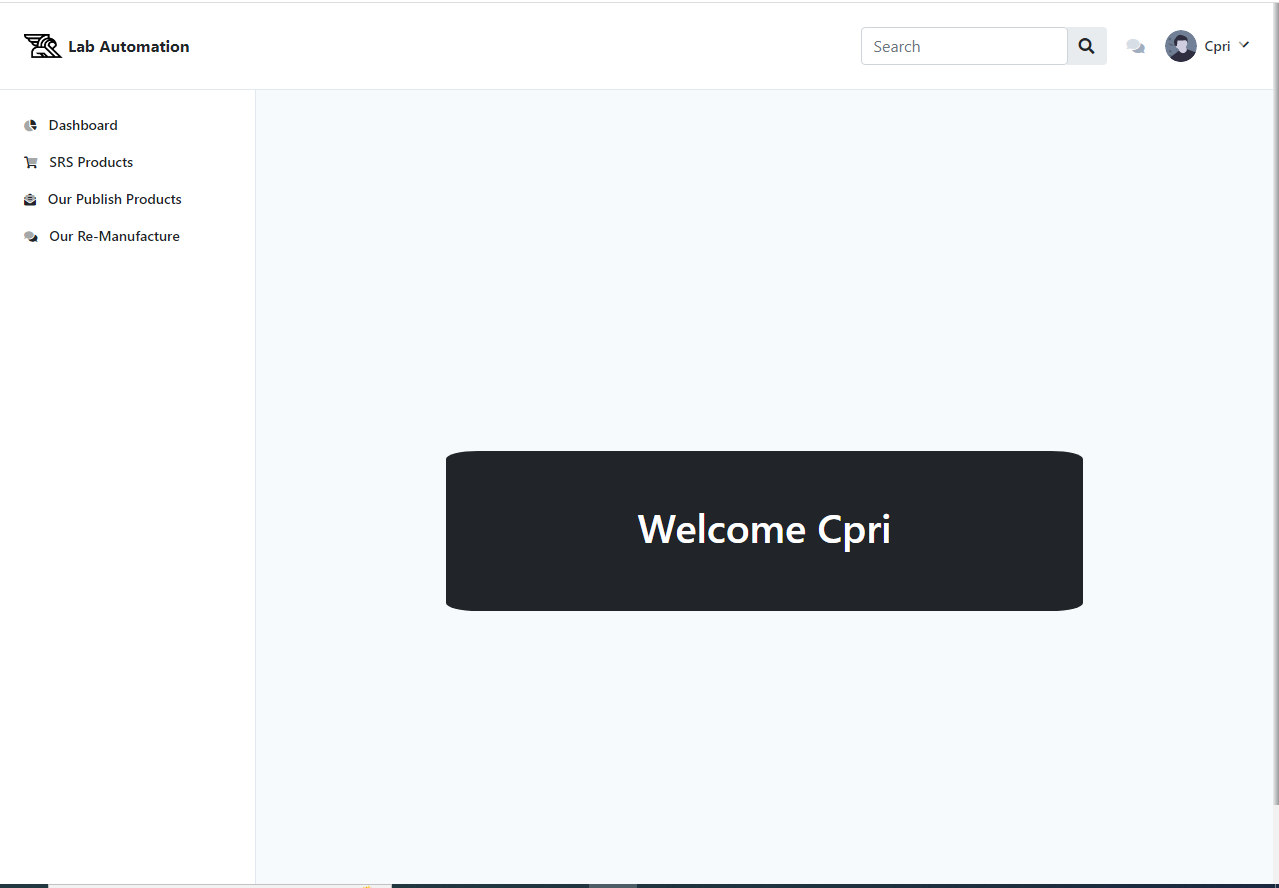 Lab Automation
Search
Cpri
Dashboard
SRS Products
Our Publish Products
Our Re-Manufacture
Welcome Cpri